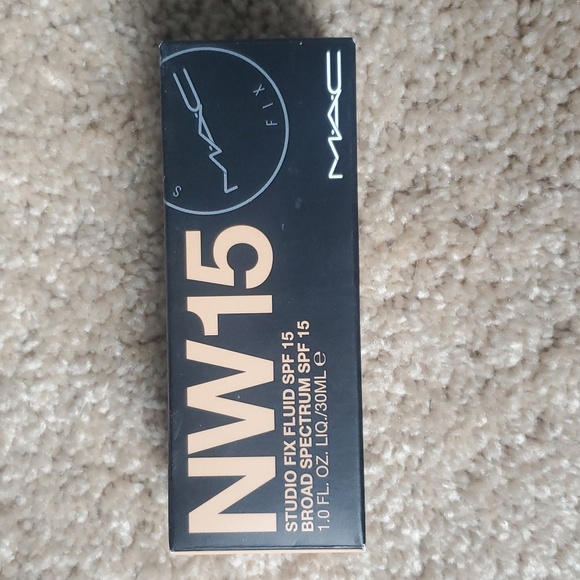 M·A·C
S
M·A·C
FIX
NW15
STUDIO FIX FLUID SPF 15
BROAD SPECTRUM SPF 15
1.0 FL. OZ. LIQ./30ML ℮